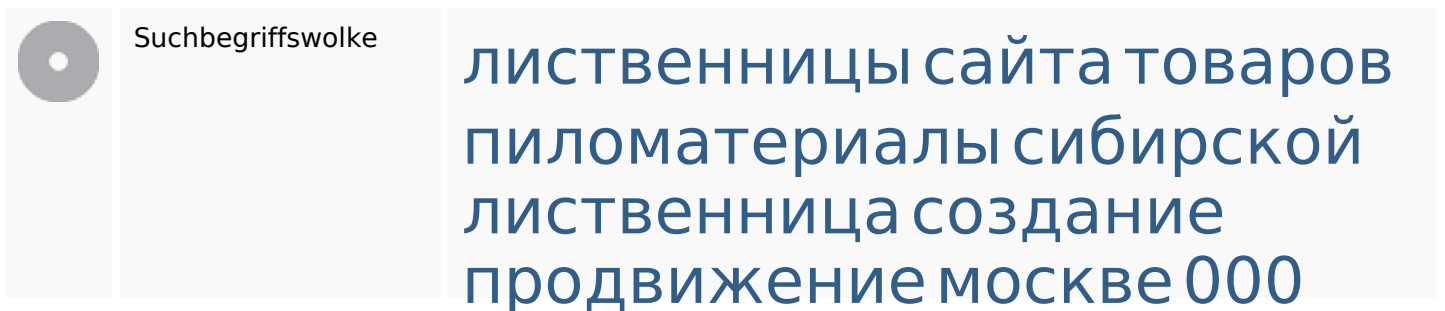 Suchbegriffswolke
лиственницы сайта товаров
пиломатериалы сибирской
лиственница создание
продвижение москве 000